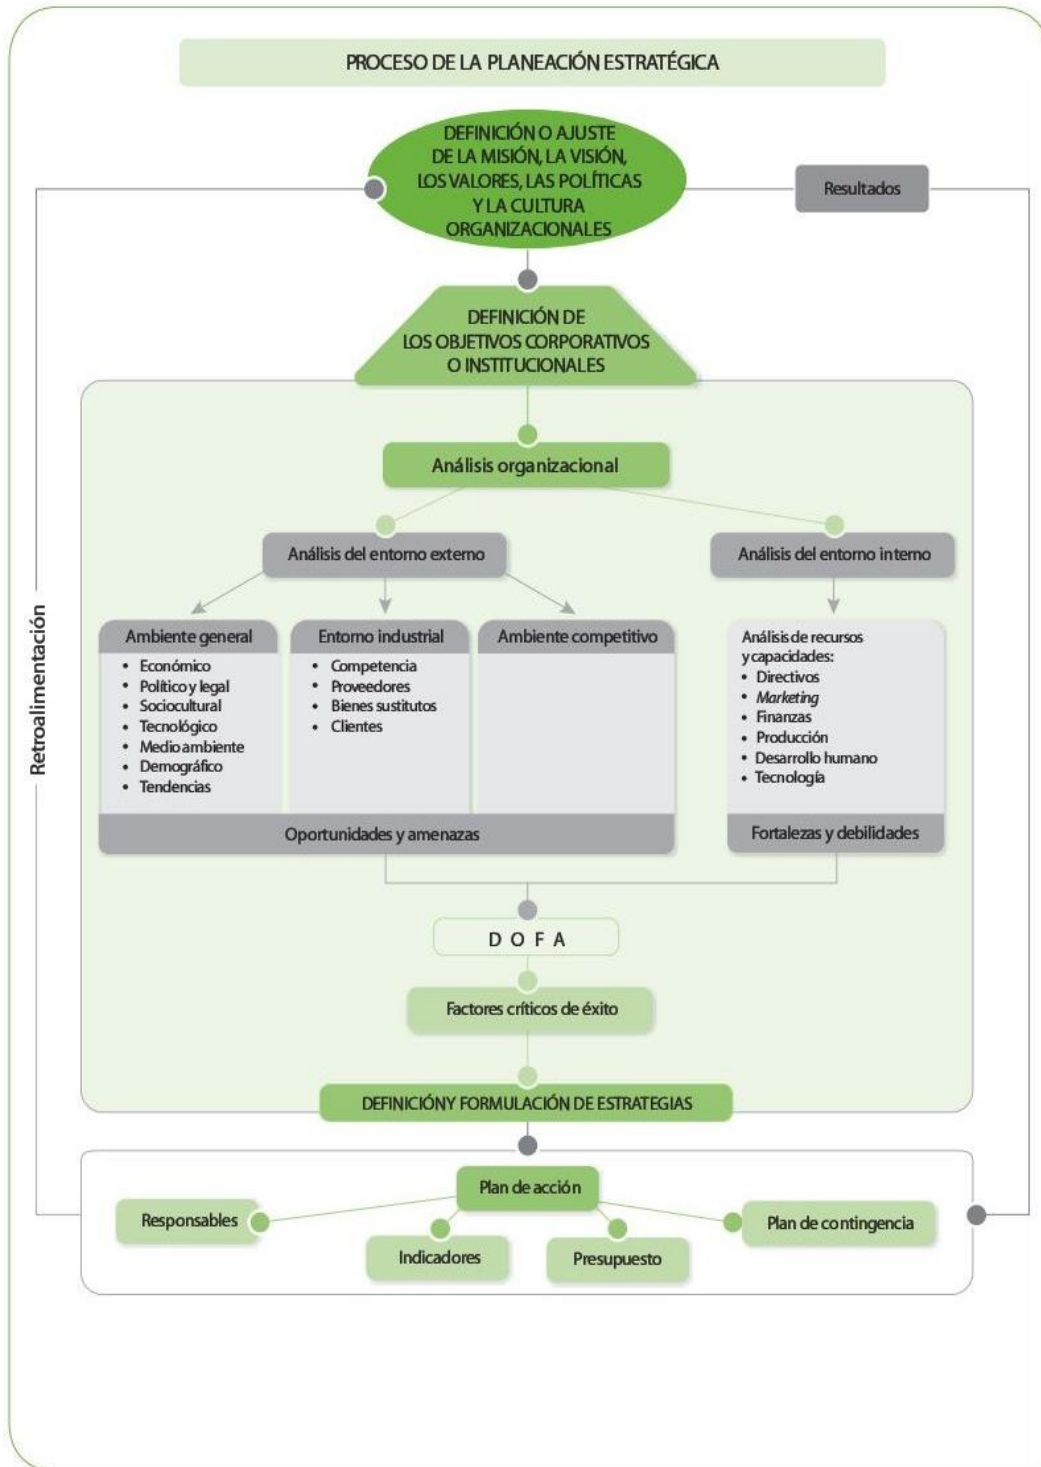 PROCESO DE LA PLANEACIÓN ESTRATÉGICA
DEFINICIÓN O AJUSTE
DE LA MISIÓN, LA VISIÓN,
LOS VALORES, LAS POLÍTICAS
Y LA CULTURA
ORGANIZACIONALES
Resultados
DEFINICIÓN DE
LOS OBJETIVOS CORPORATIVOS
O INSTITUCIONALES
Análisis organizacional
Análisis del entorno externo
Análisis del entorno interno
Retroalimentación
Ambiente general
• Económico
• Político y legal
• Sociocultural
• Tecnológico
• Medio ambiente
• Demográfico
• Tendencias
Entorno industrial
• Competencia
• Proveedores
• Bienes sustitutos
• Clientes
Ambiente competitivo
Análisis de recursos
y capacidades:
• Directivos
• Marketing
• Finanzas
• Producción
• Desarrollo humano
• Tecnología
Oportunidades y amenazas
Fortalezas y debilidades
D O F A
Factores críticos de éxito
DEFINICIÓNY FORMULACIÓN DE ESTRATEGIAS
Plan de acción
Responsables
Indicadores
Presupuesto
Plan de contingencia